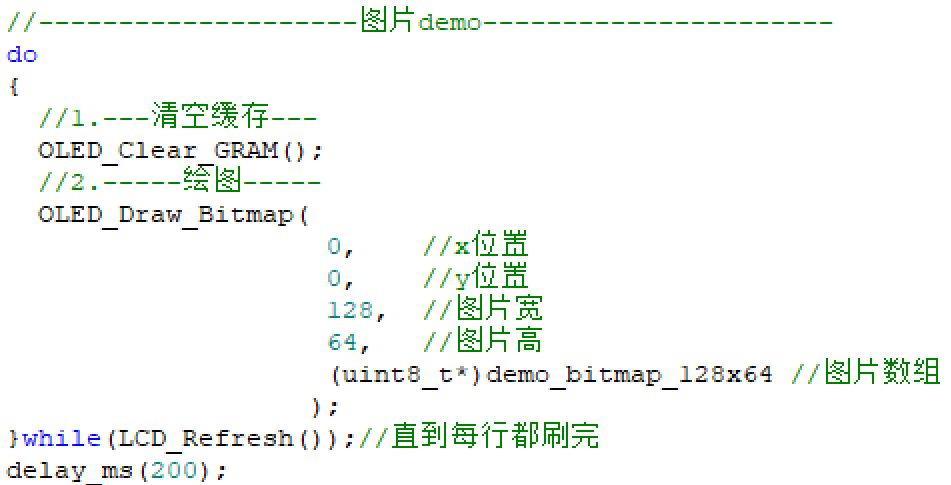 //--------------------图片demo----------------------
do
{
  //1.---清空缓存---
  OLED_Clear_GRAM();
  //2.-----绘图-----
  OLED_Draw_Bitmap(
                    0,    //x位置
                    0,    //y位置
                    128,  //图片宽
                    64,   //图片高
                    (uint8_t*)demo_bitmap_128x64 //图片数组
                   );
}while(LCD_Refresh());//直到每行都刷完
delay_ms(200);